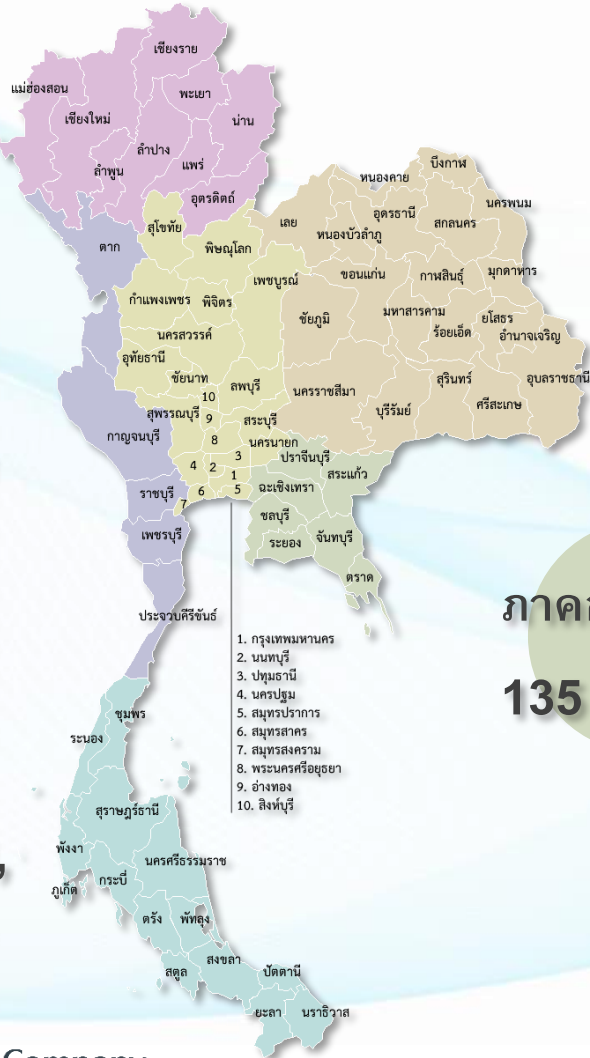 เชียงราย
แม่ฮ่องสอน
พะเยา
เชียงใหม่
น่าน
ลำปาง
แพร่
ลำพูน
อุตรดิตถ์
บึงกาฬ
หนองคาย
นครพนม
เลย
อุดรธานี
สกลนคร
หนองบัวลำภู
สุโขทัย
ตาก
พิษณุโลก
เพชบูรณ์
ขอนแก่น
กาฬสินธุ์
มุกดาหาร
กำแพงเพชร
พิจิตร
ชัยภูมิ
มหาสารคาม
ยโสธร
ร้อยเอ็ด
อำนาจเจริญ
นครสวรรค์
อุทัยธานี
ชัยนาท
ลพบุรี
นครราชสีมา
สุรินทร์
อุบลราชธานี
บุรีรัมย์
ศรีสะเกษ
10
สุพรรณบุรี
9
สระบุรี
กาญจนบุรี
8
นครนายก
3
ปราจีนบุรี
4
2
1
สระแก้ว
ราชบุรี
6
5
ฉะเชิงเทรา
7
ชลบุรี
เพชรบุรี
ระยอง
จันทบุรี
ตราด
ประจวบคีรีขันธ์
ภาค
135
1. กรุงเทพมหานคร
2. นนทบุรี
3. ปทุมธานี
4. นครปฐม
5. สมุทรปราการ
6. สมุทรสาคร
7. สมุทรสงคราม
8. พระนครศรีอยุธยา
9. อ่างทอง
10. สิงห์บุรี
ชุมพร
ระนอง
สุราษฎร์ธานี
พังงา
นครศรีธรรมราช
กระบี่
ภูเก็ต
ตรัง
พัทลุง
สงขลา
สตูล
ปัตตานี
ยะลา
นราธิวาส
Company